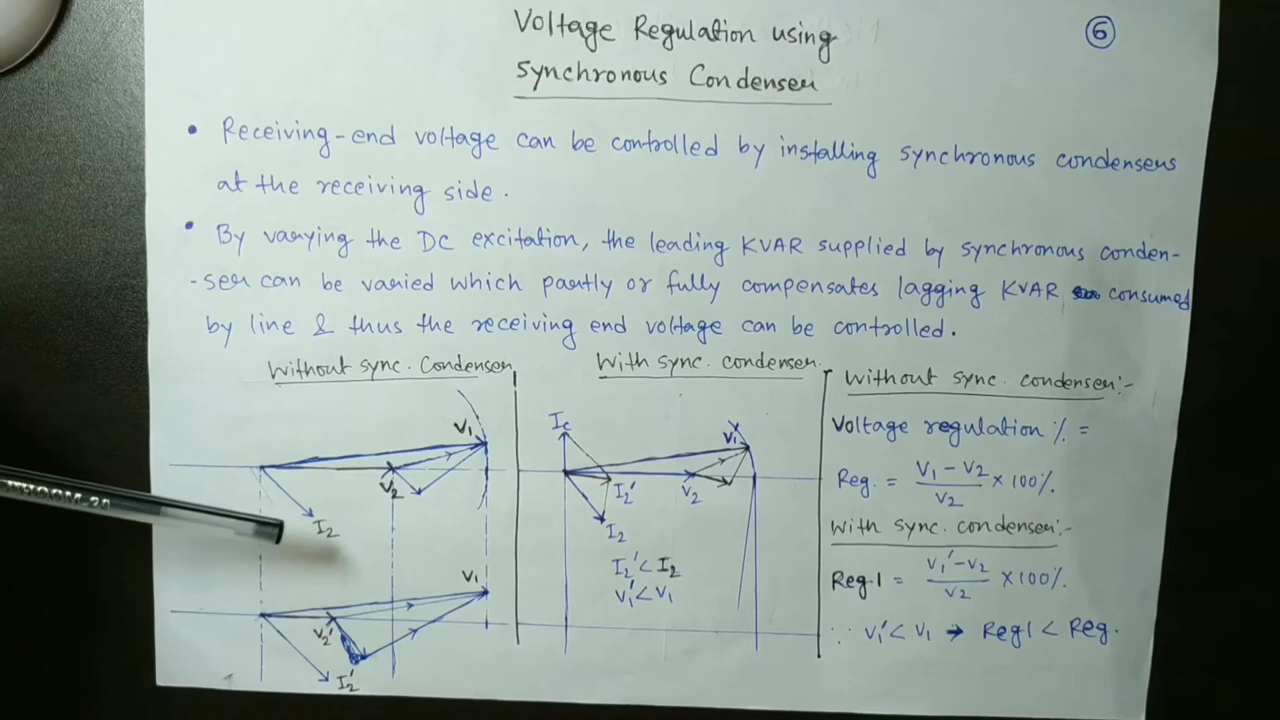 Voltage Regulation using
Synchronous Condenser
6
• Receiving-end voltage can be controlled by installing synchronous condensers
at the receiving side.
• By varying the DC excitation, the leading KVAR supplied by synchronous conden-
-ser can be varied which partly or fully compensates lagging KVAR consumed
by line & thus the receiving end voltage can be controlled.
Without sync. Condenser
V1
V2
I2
V1
V2'
I2'
With sync. condenser.
Ic
V1'
I2'
V2
I2
I2' < I2
V1' < V1
Without sync. condenser:-
Voltage regulation % =
Reg. = V1 - V2 / V2 × 100%.
With sync. condenser:-
Reg1 = V1' - V2 / V2 × 100%.
∵ V1' < V1 → Reg1 < Reg.